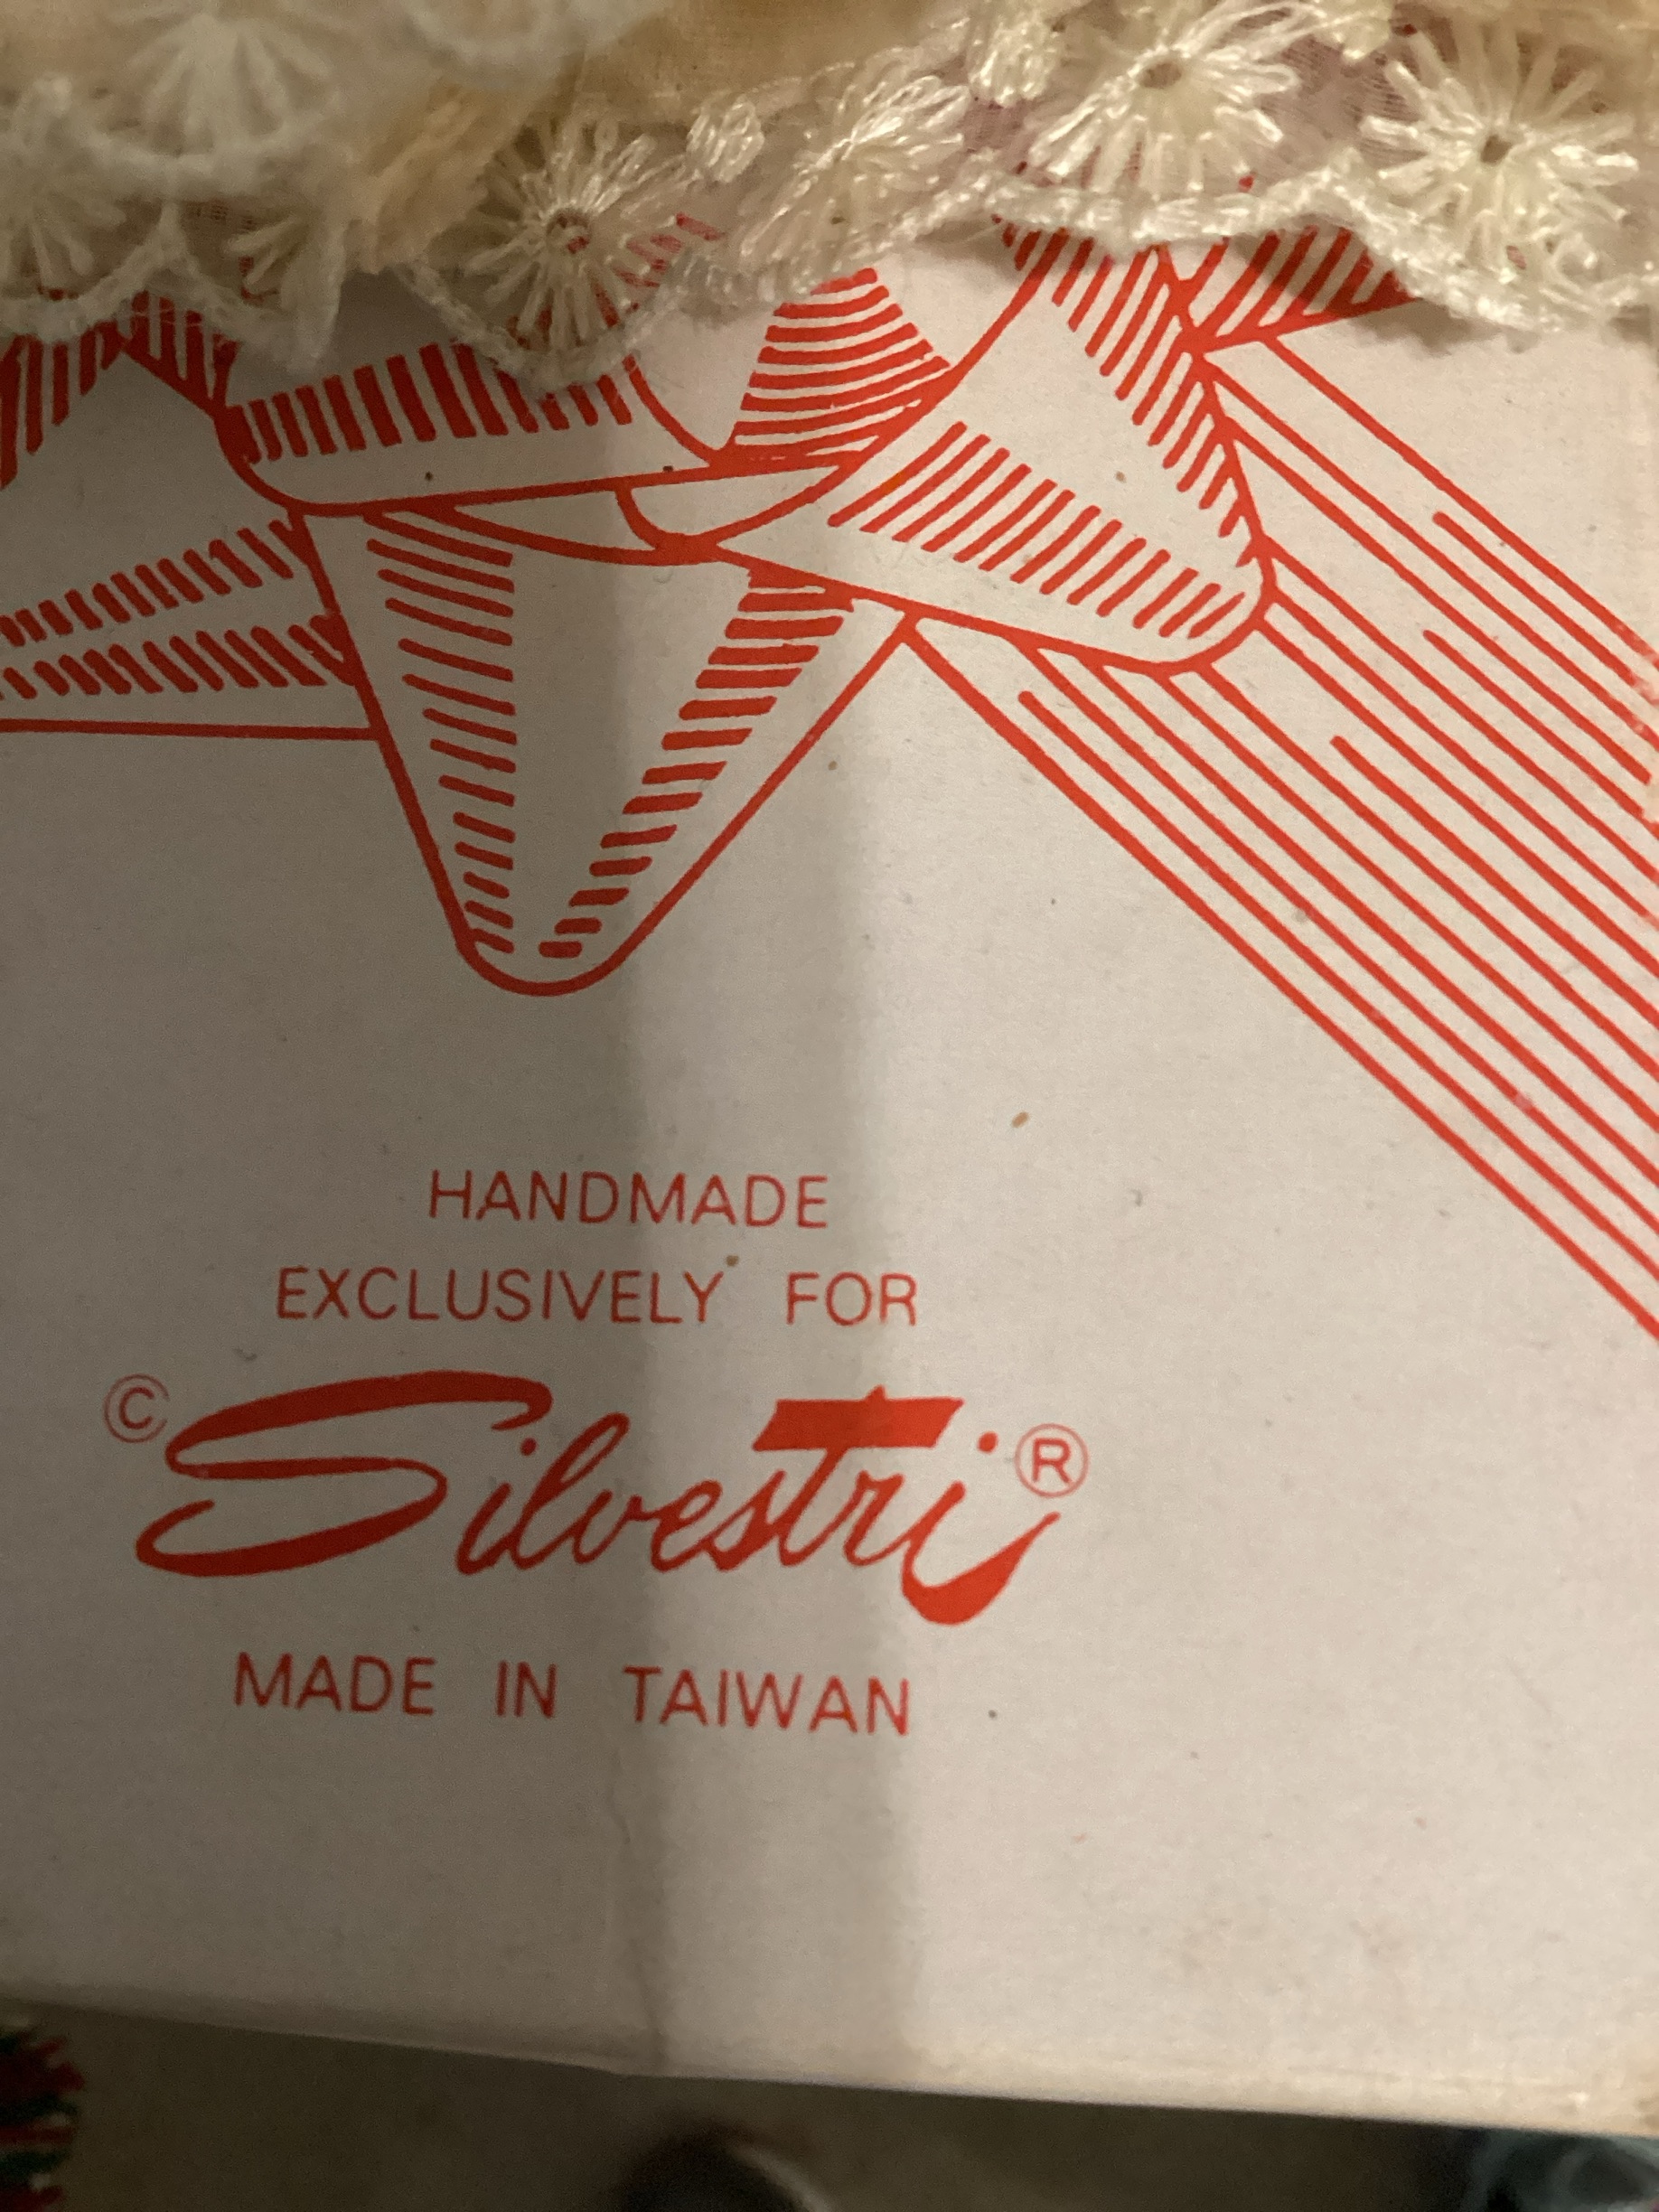 HANDMADE
EXCLUSIVELY FOR
© Silvestri ®
MADE IN TAIWAN